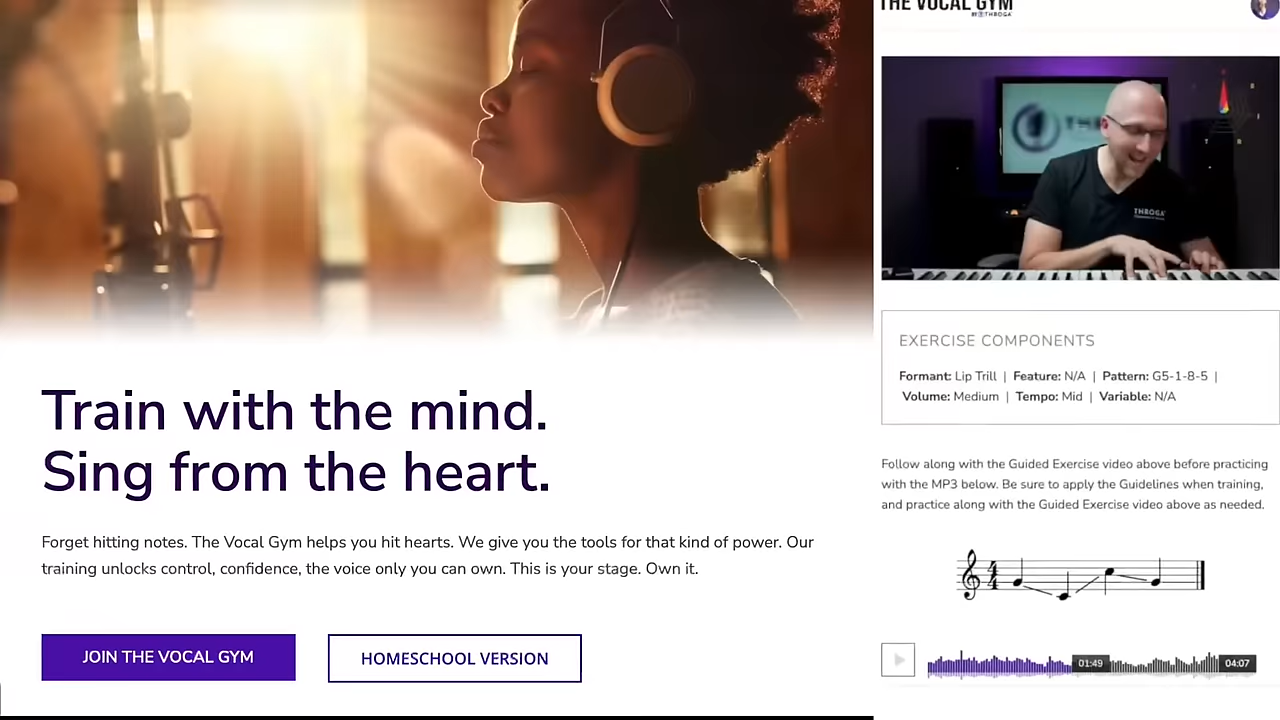 Train with the mind.
Sing from the heart.
Forget hitting notes. The Vocal Gym helps you hit hearts. We give you the tools for that kind of power. Our
training unlocks control, confidence, the voice only you can own. This is your stage. Own it.
JOIN THE VOCAL GYM
HOMESCHOOL VERSION
THE VOCAL GYM
BY THROGA
THROGA
EXERCISE COMPONENTS
Formant: Lip Trill | Feature: N/A | Pattern: G5-1-8-5 |
Volume: Medium | Tempo: Mid | Variable: N/A
Follow along with the Guided Exercise video above before practicing
with the MP3 below. Be sure to apply the Guidelines when training,
and practice along with the Guided Exercise video above as needed.
4
4
01:49
04:07